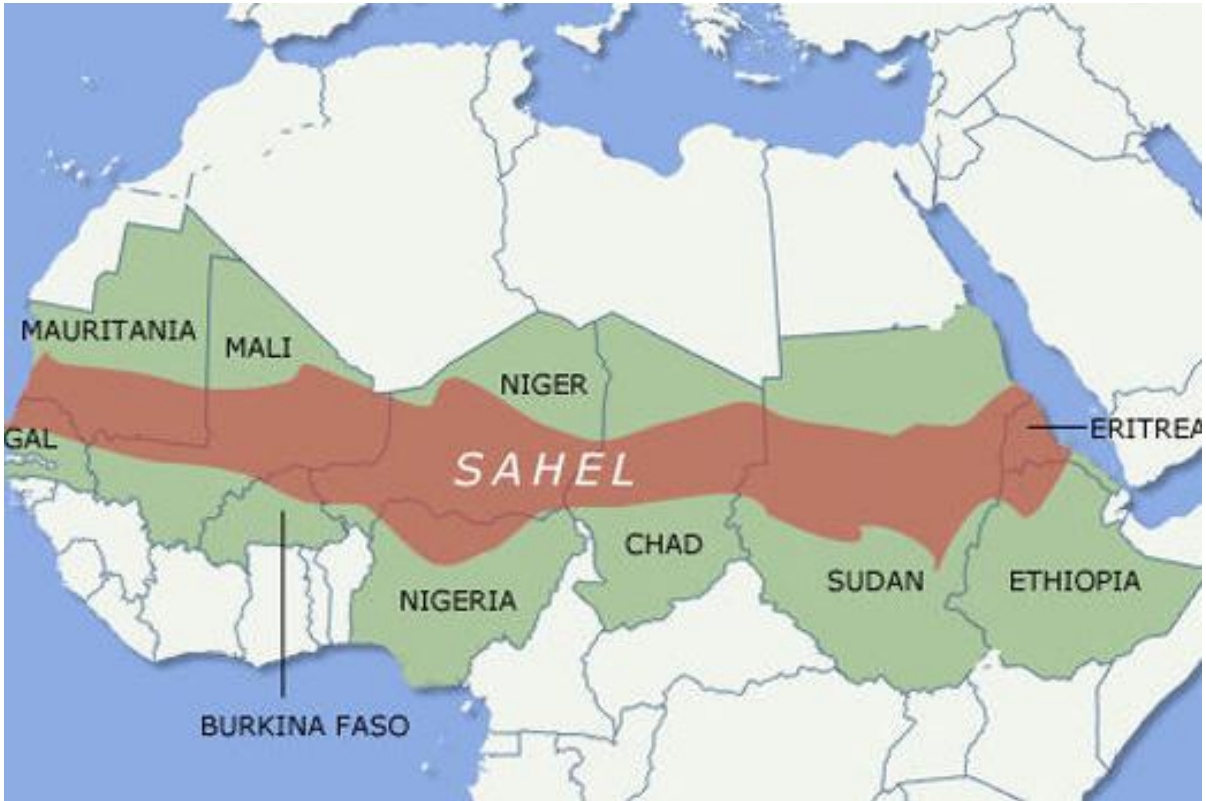 MAURITANIA
MALI
NIGER
GAL
ERITREA
SAHEL
CHAD
SUDAN
ETHIOPIA
NIGERIA
BURKINA FASO